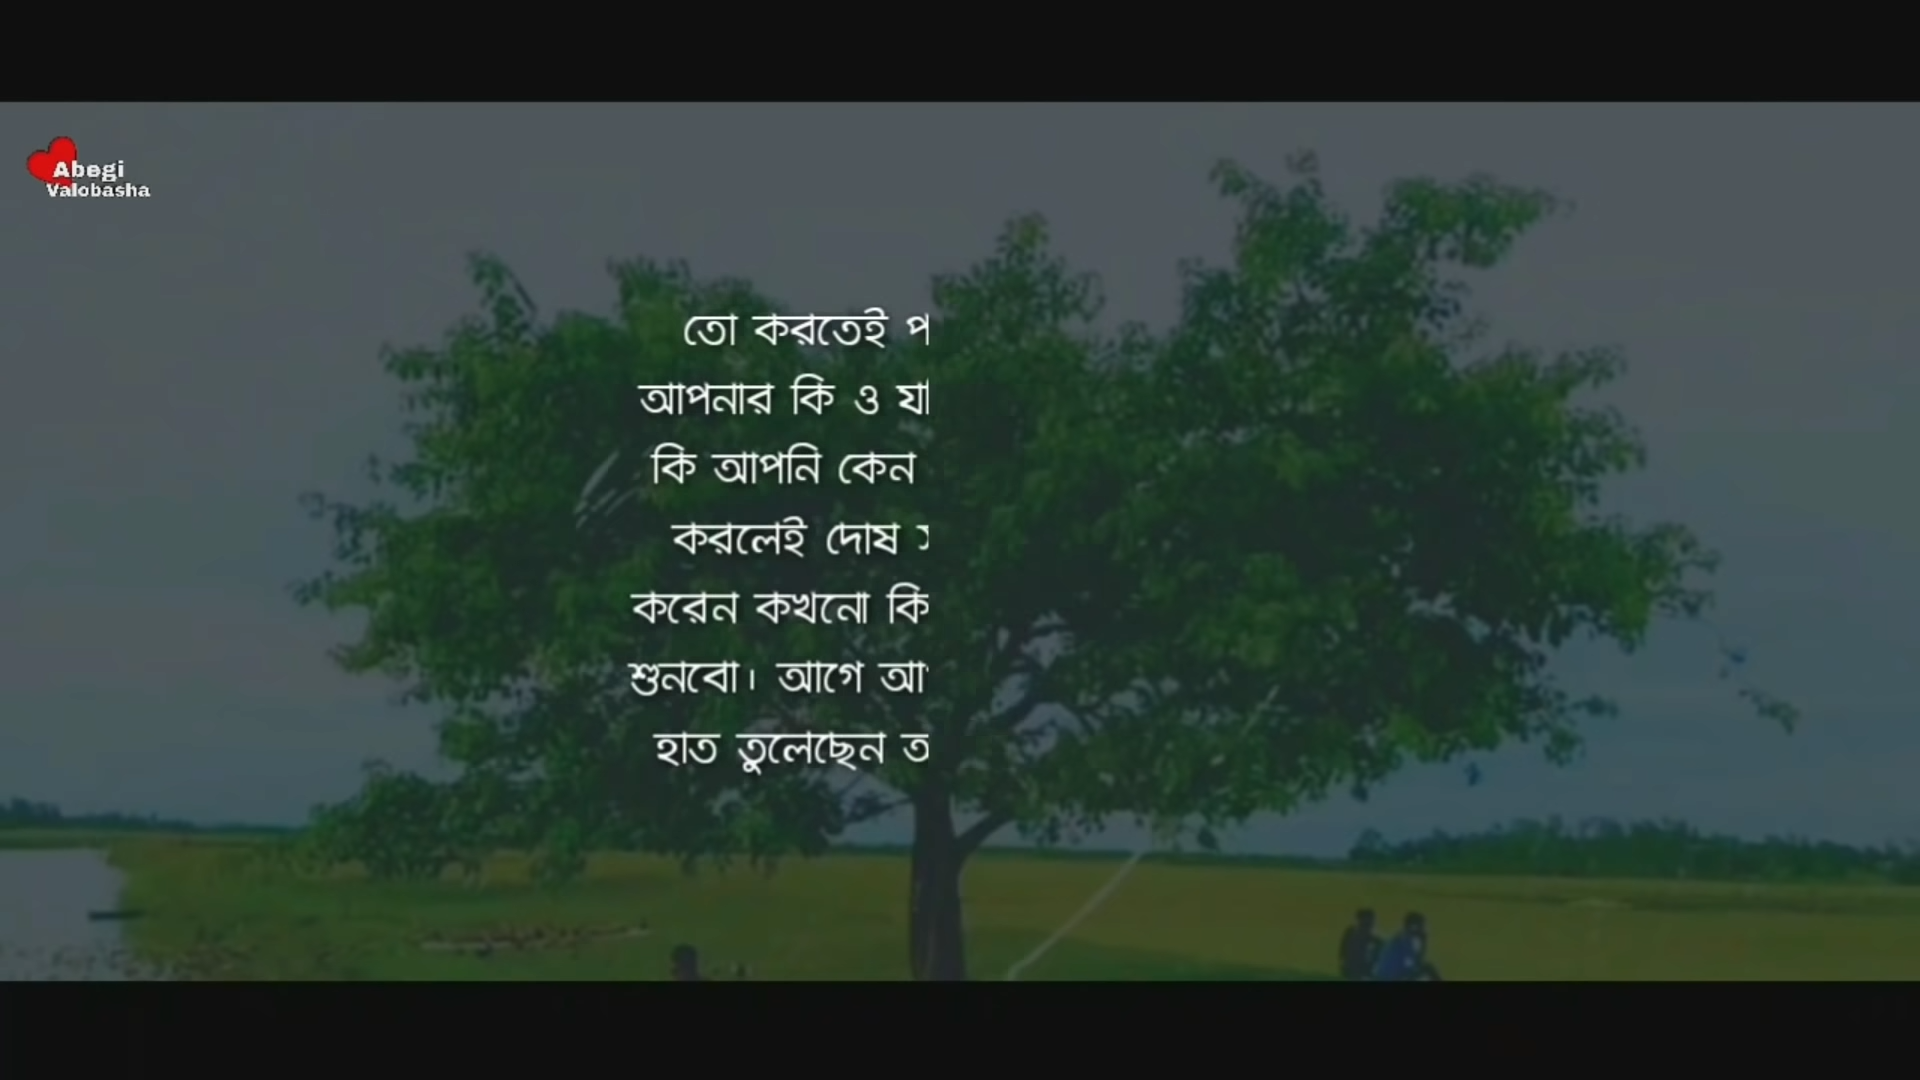 Abegi
Valobasha
তো করতেই
আপনার কি ও
কি আপনি কেন
করলেই দোষ
করেন কখনো কি
শুনবো। আগে
হাত তুলেছেন